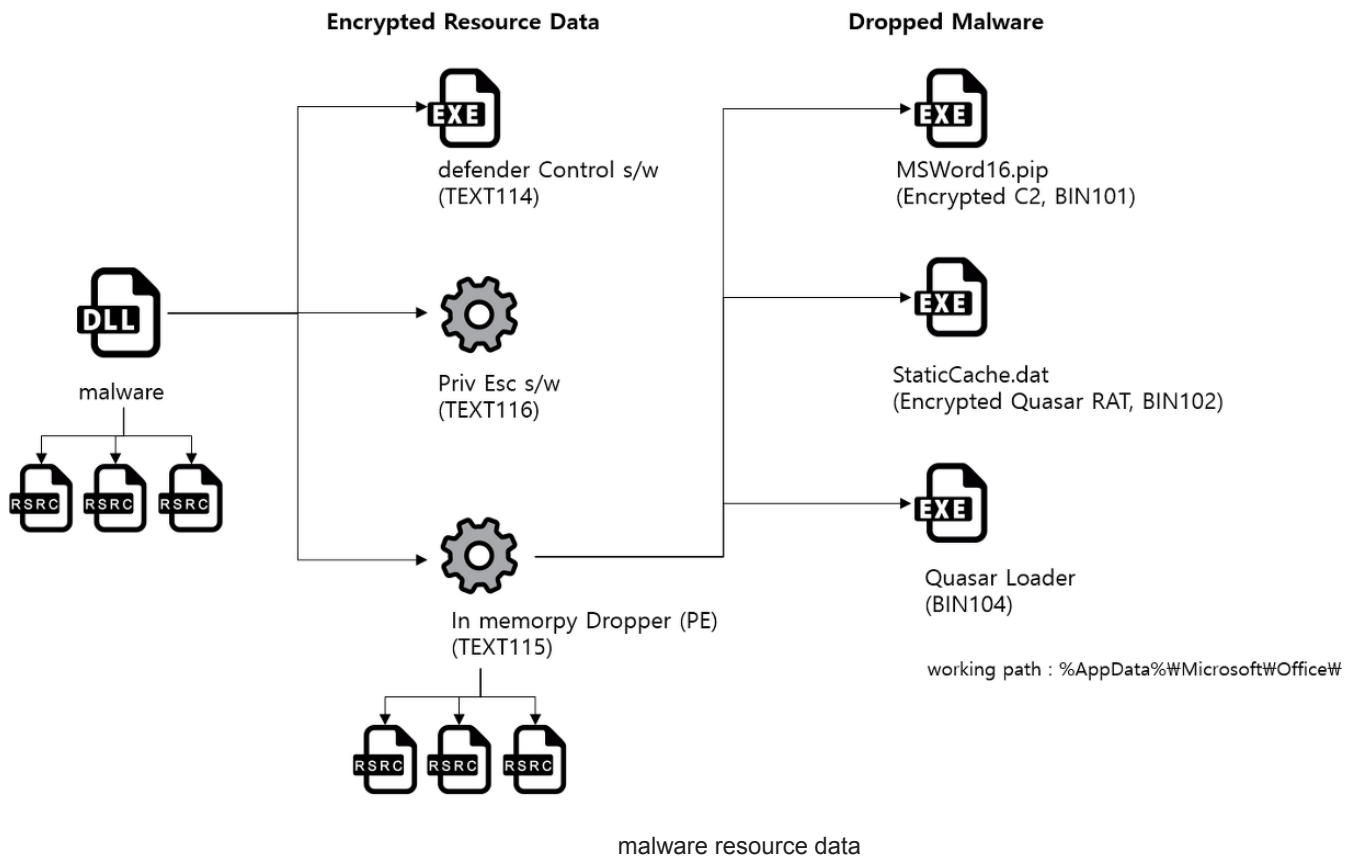 Encrypted Resource Data
Dropped Malware
EXE
defender Control s/w
(TEXT114)
EXE
MSWord16.pip
(Encrypted C2, BIN101)
DLL
malware
RSRC
RSRC
RSRC
Priv Esc s/w
(TEXT116)
EXE
StaticCache.dat
(Encrypted Quasar RAT, BIN102)
In memorpy Dropper (PE)
(TEXT115)
RSRC
RSRC
RSRC
EXE
Quasar Loader
(BIN104)
working path : %AppData%₩Microsoft₩Office₩
malware resource data